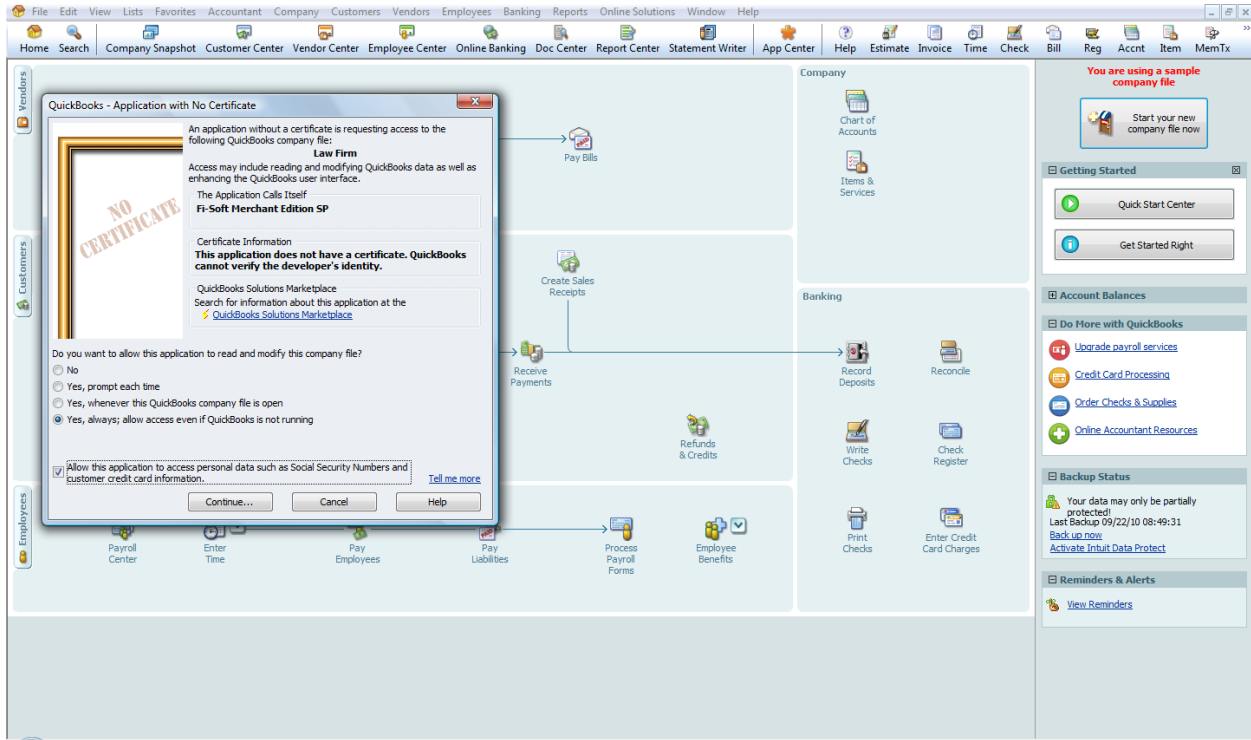 File Edit View Lists Favorites Accountant Company Customers Vendors Employees Banking Reports Online Solutions Window Help
Home Search Company Snapshot Customer Center Vendor Center Employee Center Online Banking Doc Center Report Center Statement Writer App Center Help Estimate Invoice Time Check Bill Reg Accnt Item MemTx
Vendors
QuickBooks - Application with No Certificate
NO
CERTIFICATE
An application without a certificate is requesting access to the
following QuickBooks company file:
Law Firm
Access may include reading and modifying QuickBooks data as well as
enhancing the QuickBooks user interface.
The Application Calls Itself
Fi-Soft Merchant Edition SP
Certificate Information
This application does not have a certificate. QuickBooks
cannot verify the developer's identity.
QuickBooks Solutions Marketplace
Search for information about this application at the
QuickBooks Solutions Marketplace
Do you want to allow this application to read and modify this company file?
No
Yes, prompt each time
Yes, whenever this QuickBooks company file is open
Yes, always; allow access even if QuickBooks is not running
Allow this application to access personal data such as Social Security Numbers and
customer credit card information.
Tell me more
Continue... Cancel Help
Pay Bills
Customers
Create Sales
Receipts
Receive
Payments
Refunds
& Credits
Employees
Payroll
Center
Enter
Time
Pay
Employees
Pay
Liabilities
Process
Payroll
Forms
Employee
Benefits
Company
Chart of
Accounts
Items &
Services
Banking
Record
Deposits
Reconcile
Write
Checks
Check
Register
Print
Checks
Enter Credit
Card Charges
You are using a sample
company file
Start your new
company file now
Getting Started
Quick Start Center
Get Started Right
Account Balances
Do More with QuickBooks
Upgrade payroll services
Credit Card Processing
Order Checks & Supplies
Online Accountant Resources
Backup Status
Your data may only be partially
protected!
Last Backup 09/22/10 08:49:31
Back up now
Activate Intuit Data Protect
Reminders & Alerts
View Reminders